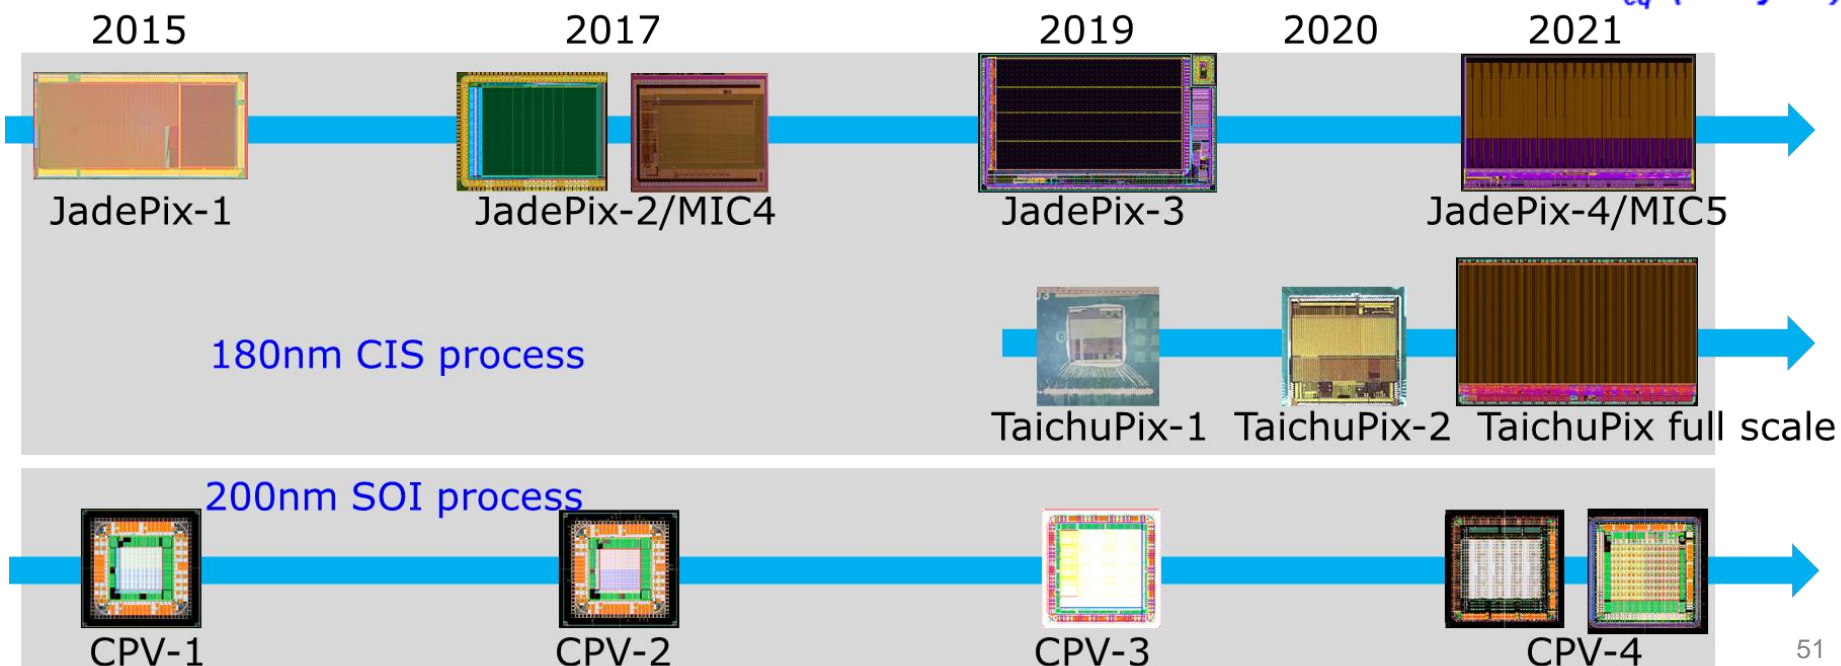 2015 2017 2019 2020 2021
JadePix-1 JadePix-2/MIC4 JadePix-3 JadePix-4/MIC5
180nm CIS process
TaichuPix-1 TaichuPix-2 TaichuPix full scale
200nm SOI process
CPV-1 CPV-2 CPV-3 CPV-4
51